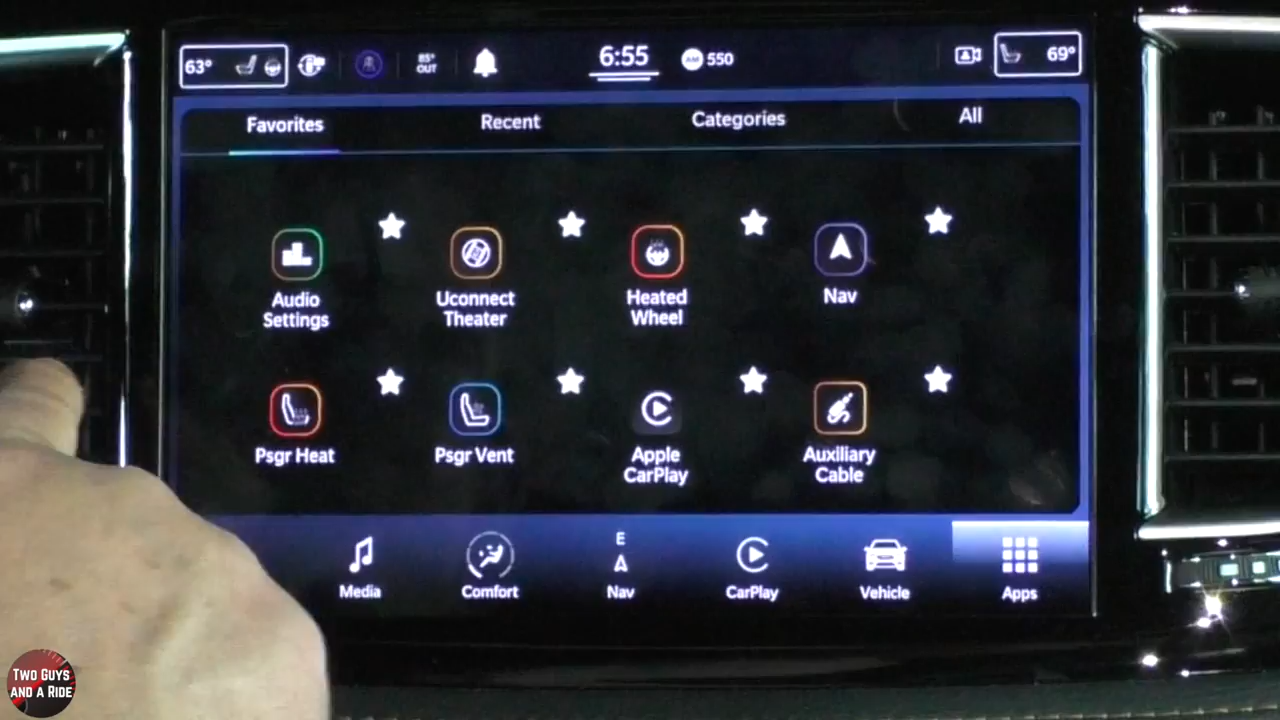 63° 85° OUT 6:55 AM 550 69°
Favorites Recent Categories All
Audio Settings
Uconnect Theater
Heated Wheel
Nav
Psgr Heat
Psgr Vent
Apple CarPlay
Auxiliary Cable
E
Media Comfort Nav CarPlay Vehicle Apps
Two Guys
and a Ride